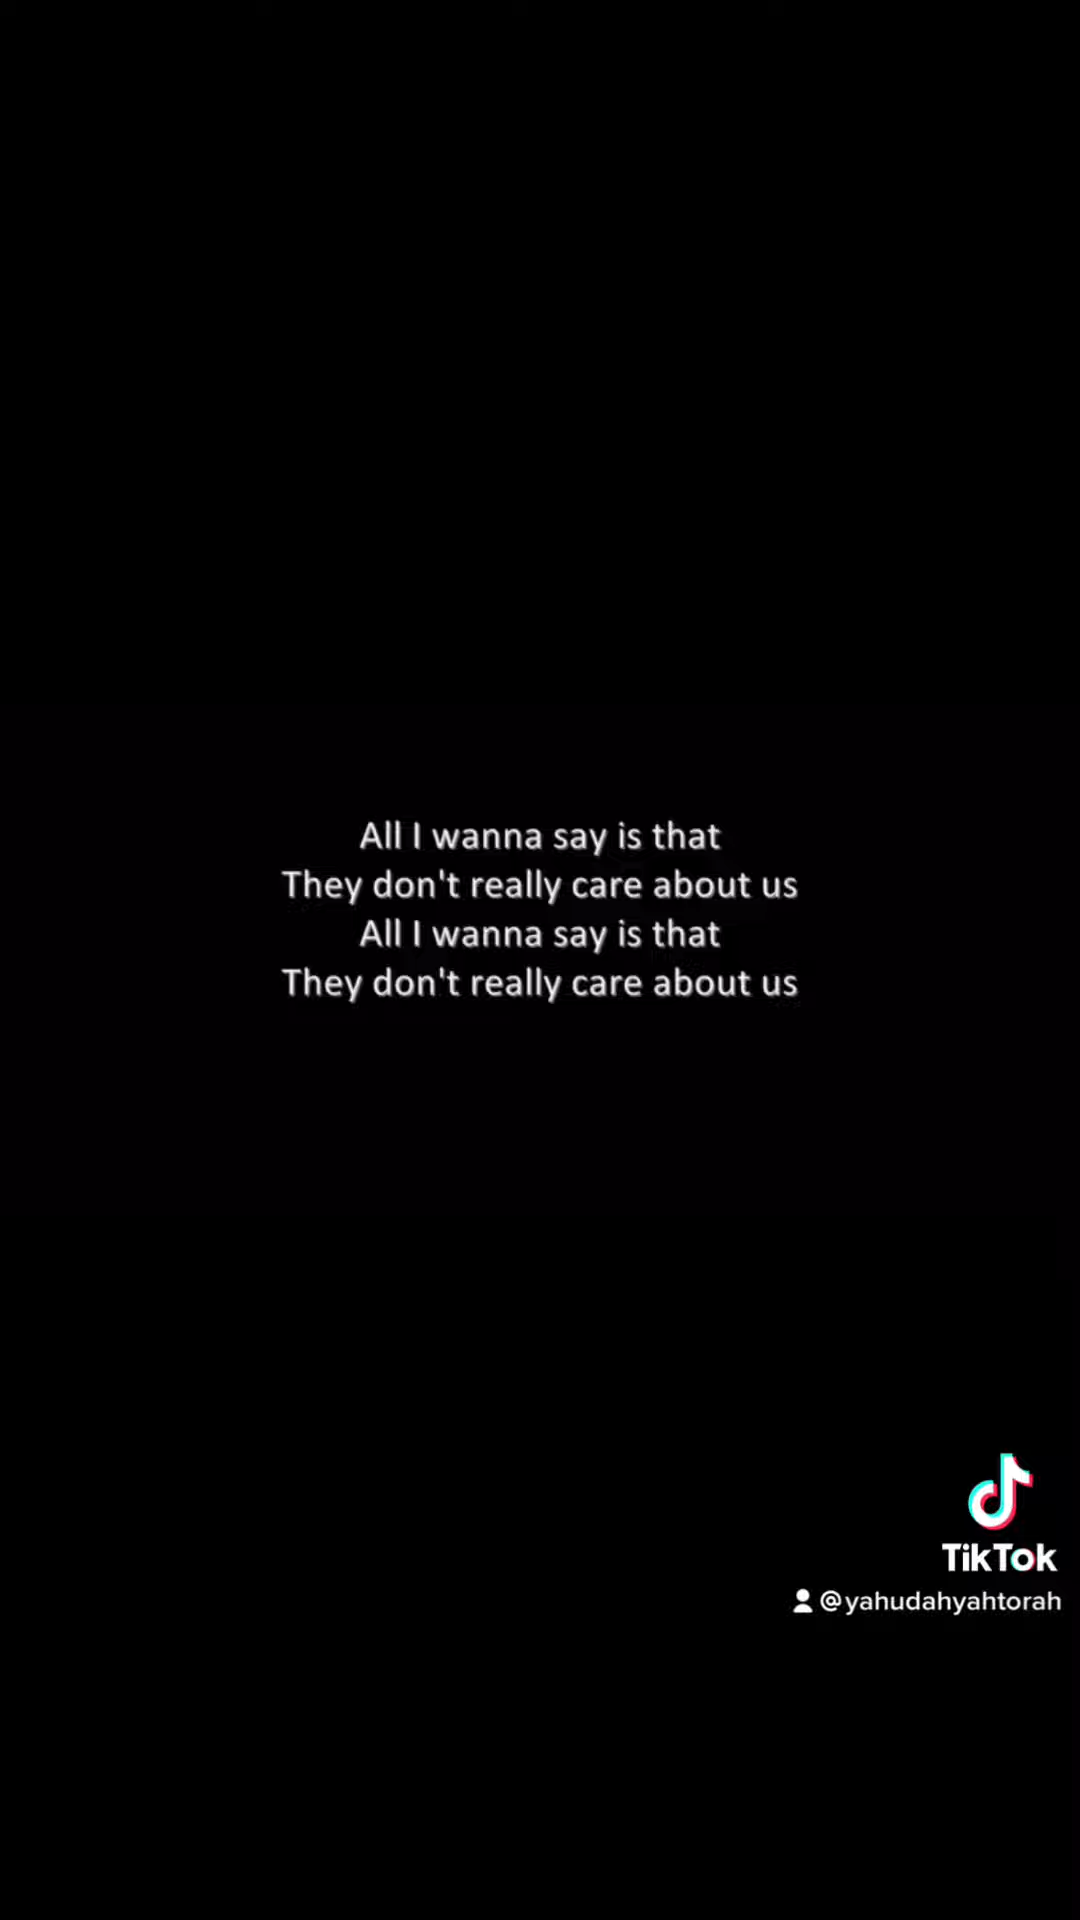 All I wanna say is that
They don't really care about us
All I wanna say is that
They don't really care about us
TikTok
@yahudahyahtorah